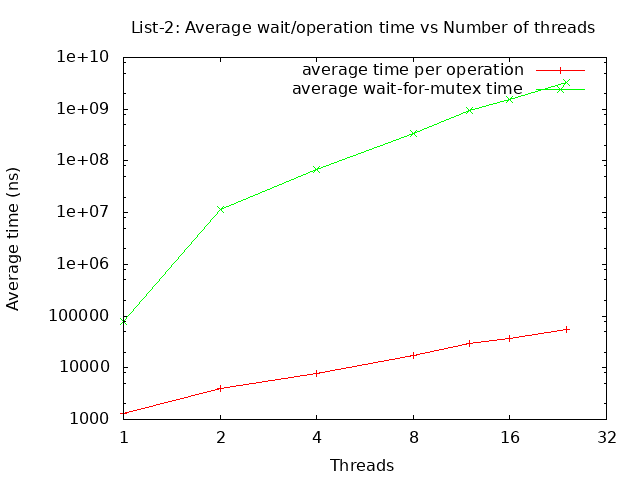 List-2: Average wait/operation time vs Number of threads
1e+10
average time per operation
average wait-for-mutex time
1e+09
1e+08
1e+07
1e+06
100000
10000
1000
Average time (ns)
1 2 4 8 16 32
Threads